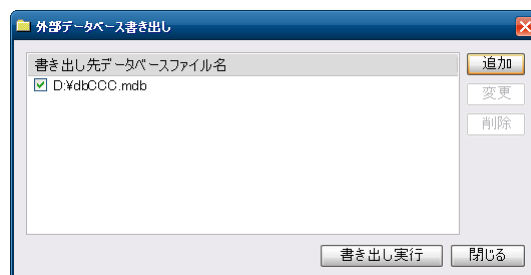 外部データベース書き出し
書き出し先データベースファイル名
追加
D:¥dbCCC.mdb
変更
削除
書き出し実行
閉じる